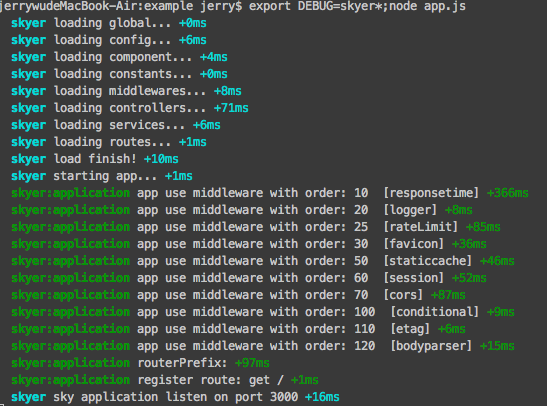 jerrywudeMacBook-Air:example jerry$ export DEBUG=skyer*;node app.js
skyer loading global... +0ms
skyer loading config... +6ms
skyer loading component... +4ms
skyer loading constants... +0ms
skyer loading middlewares... +8ms
skyer loading controllers... +71ms
skyer loading services... +6ms
skyer loading routes... +1ms
skyer load finish! +10ms
skyer starting app... +1ms
skyer:application app use middleware with order: 10 [responsetime] +366ms
skyer:application app use middleware with order: 20 [logger] +8ms
skyer:application app use middleware with order: 25 [rateLimit] +85ms
skyer:application app use middleware with order: 30 [favicon] +36ms
skyer:application app use middleware with order: 50 [staticcache] +46ms
skyer:application app use middleware with order: 60 [session] +52ms
skyer:application app use middleware with order: 70 [cors] +87ms
skyer:application app use middleware with order: 100 [conditional] +9ms
skyer:application app use middleware with order: 110 [etag] +6ms
skyer:application app use middleware with order: 120 [bodyparser] +15ms
skyer:application routerPrefix: +97ms
skyer:application register route: get / +1ms
skyer sky application listen on port 3000 +16ms